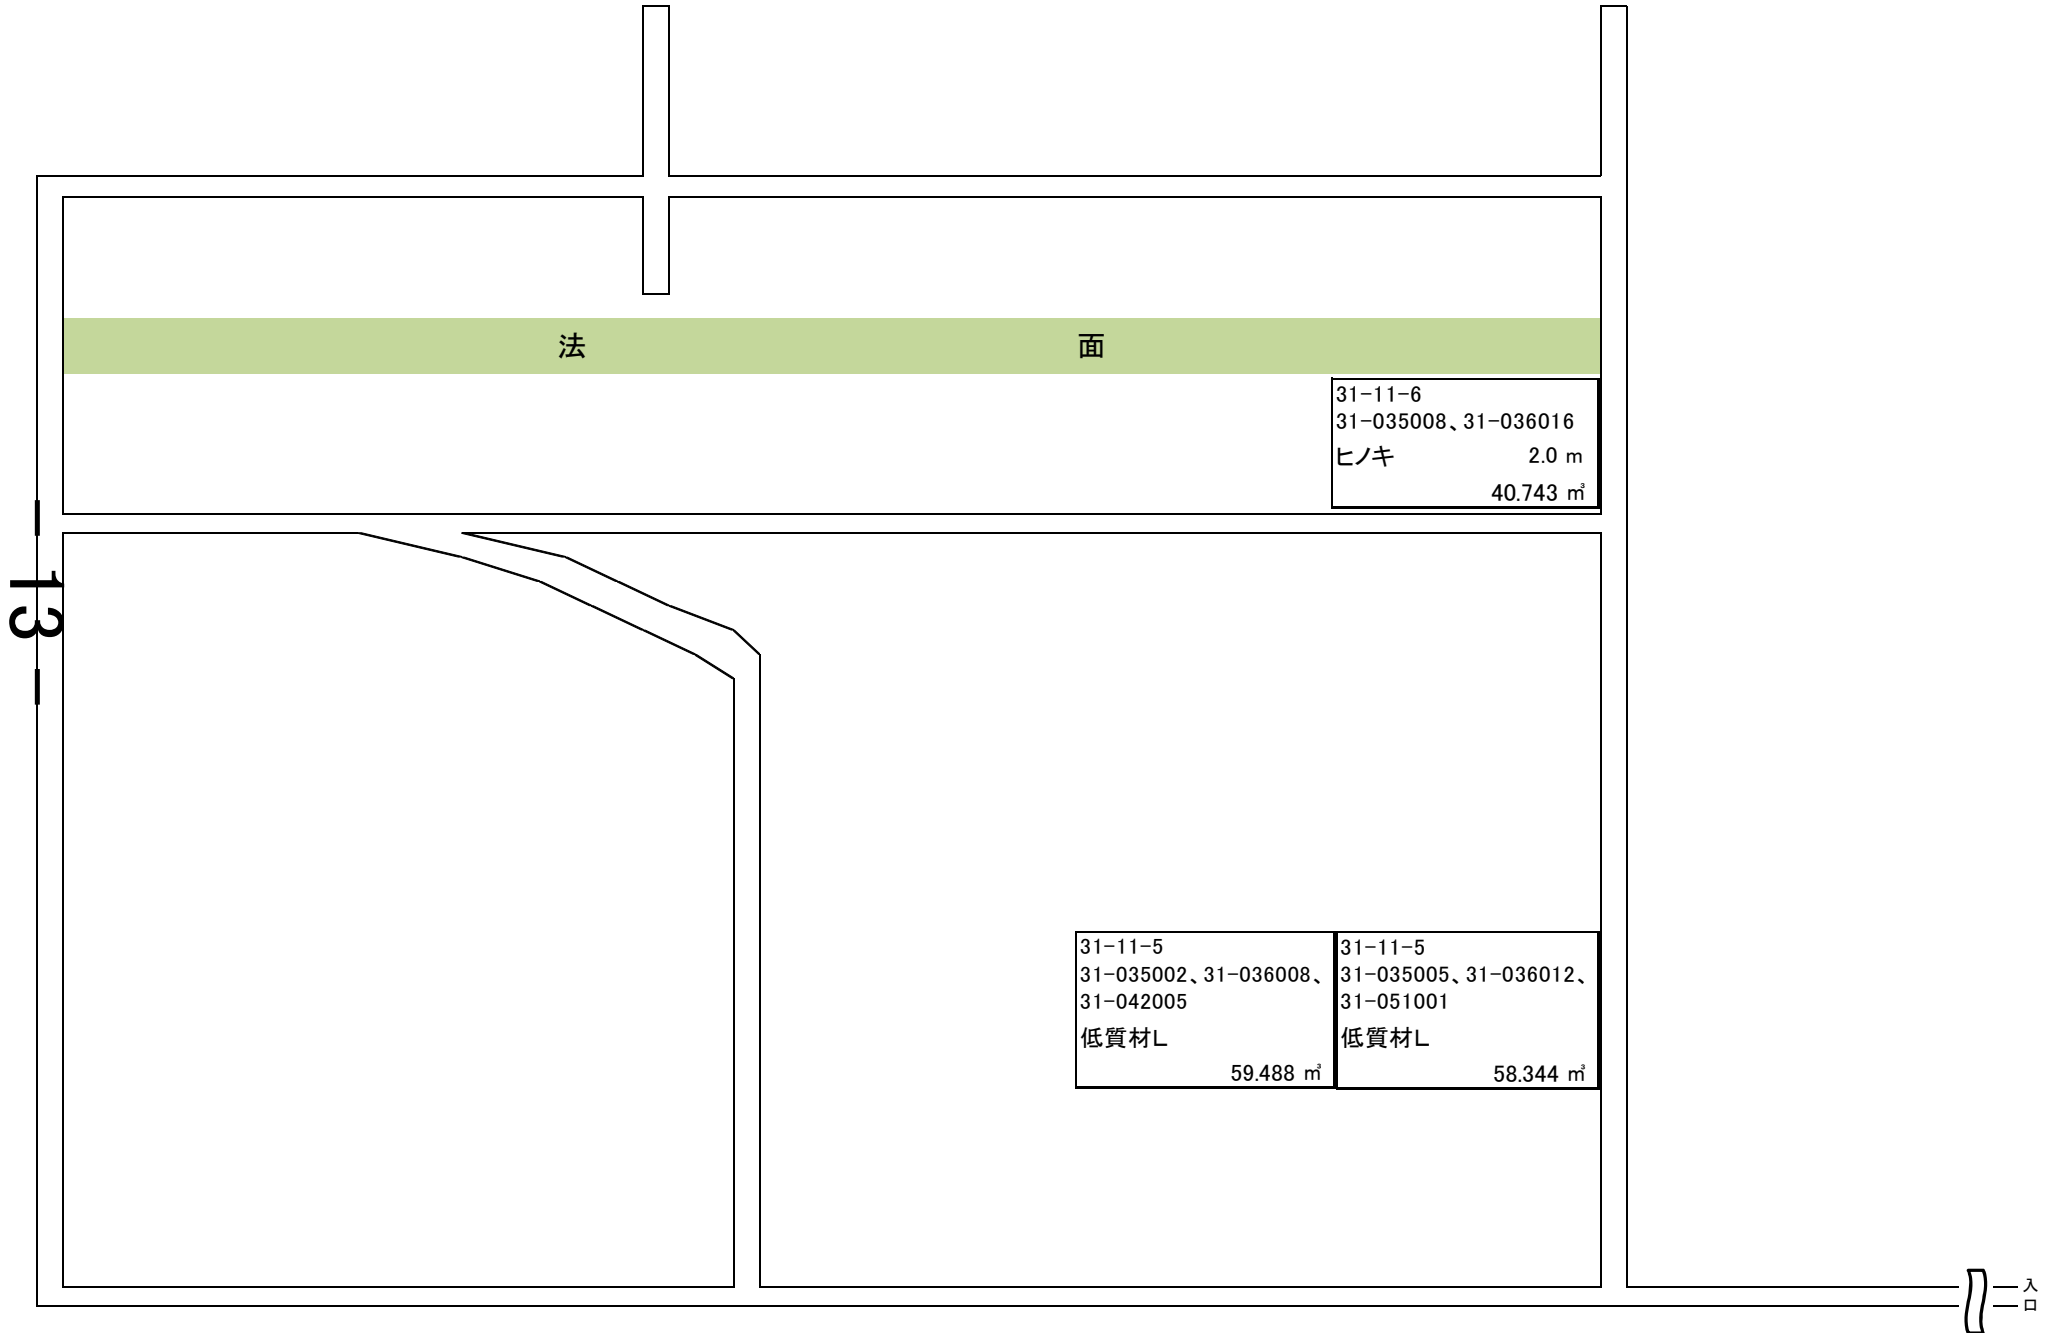 法 面
31-11-6
31-035008、31-036016
ヒノキ 2.0 m
40.743 ㎥
- 13 -
31-11-5
31-035002、31-036008、
31-042005
低質材L
59.488 ㎥
31-11-5
31-035005、31-036012、
31-051001
低質材L
58.344 ㎥
入
口